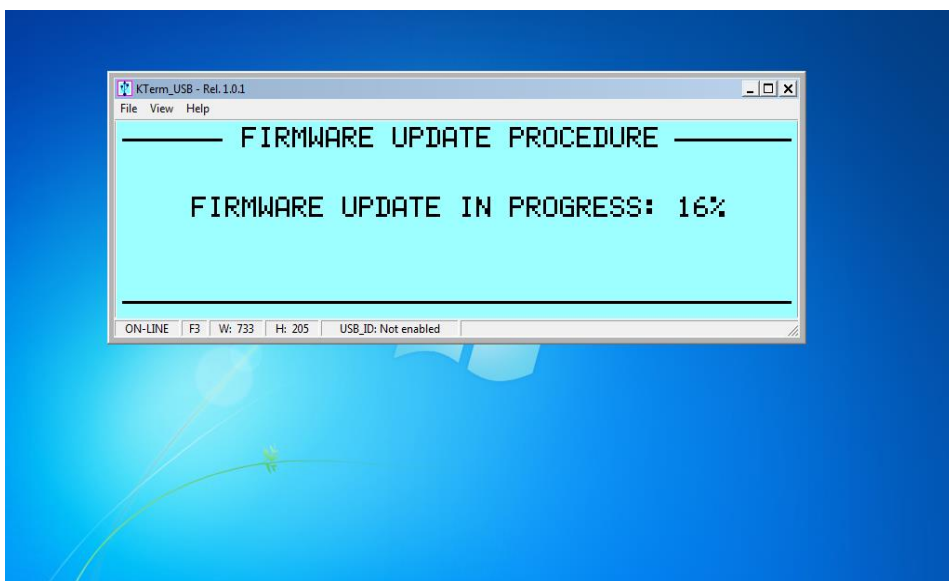 KTerm_USB - Rel. 1.0.1
File View Help
FIRMWARE UPDATE PROCEDURE
FIRMWARE UPDATE IN PROGRESS: 16%
ON-LINE F3 W: 733 H: 205 USB_ID: Not enabled